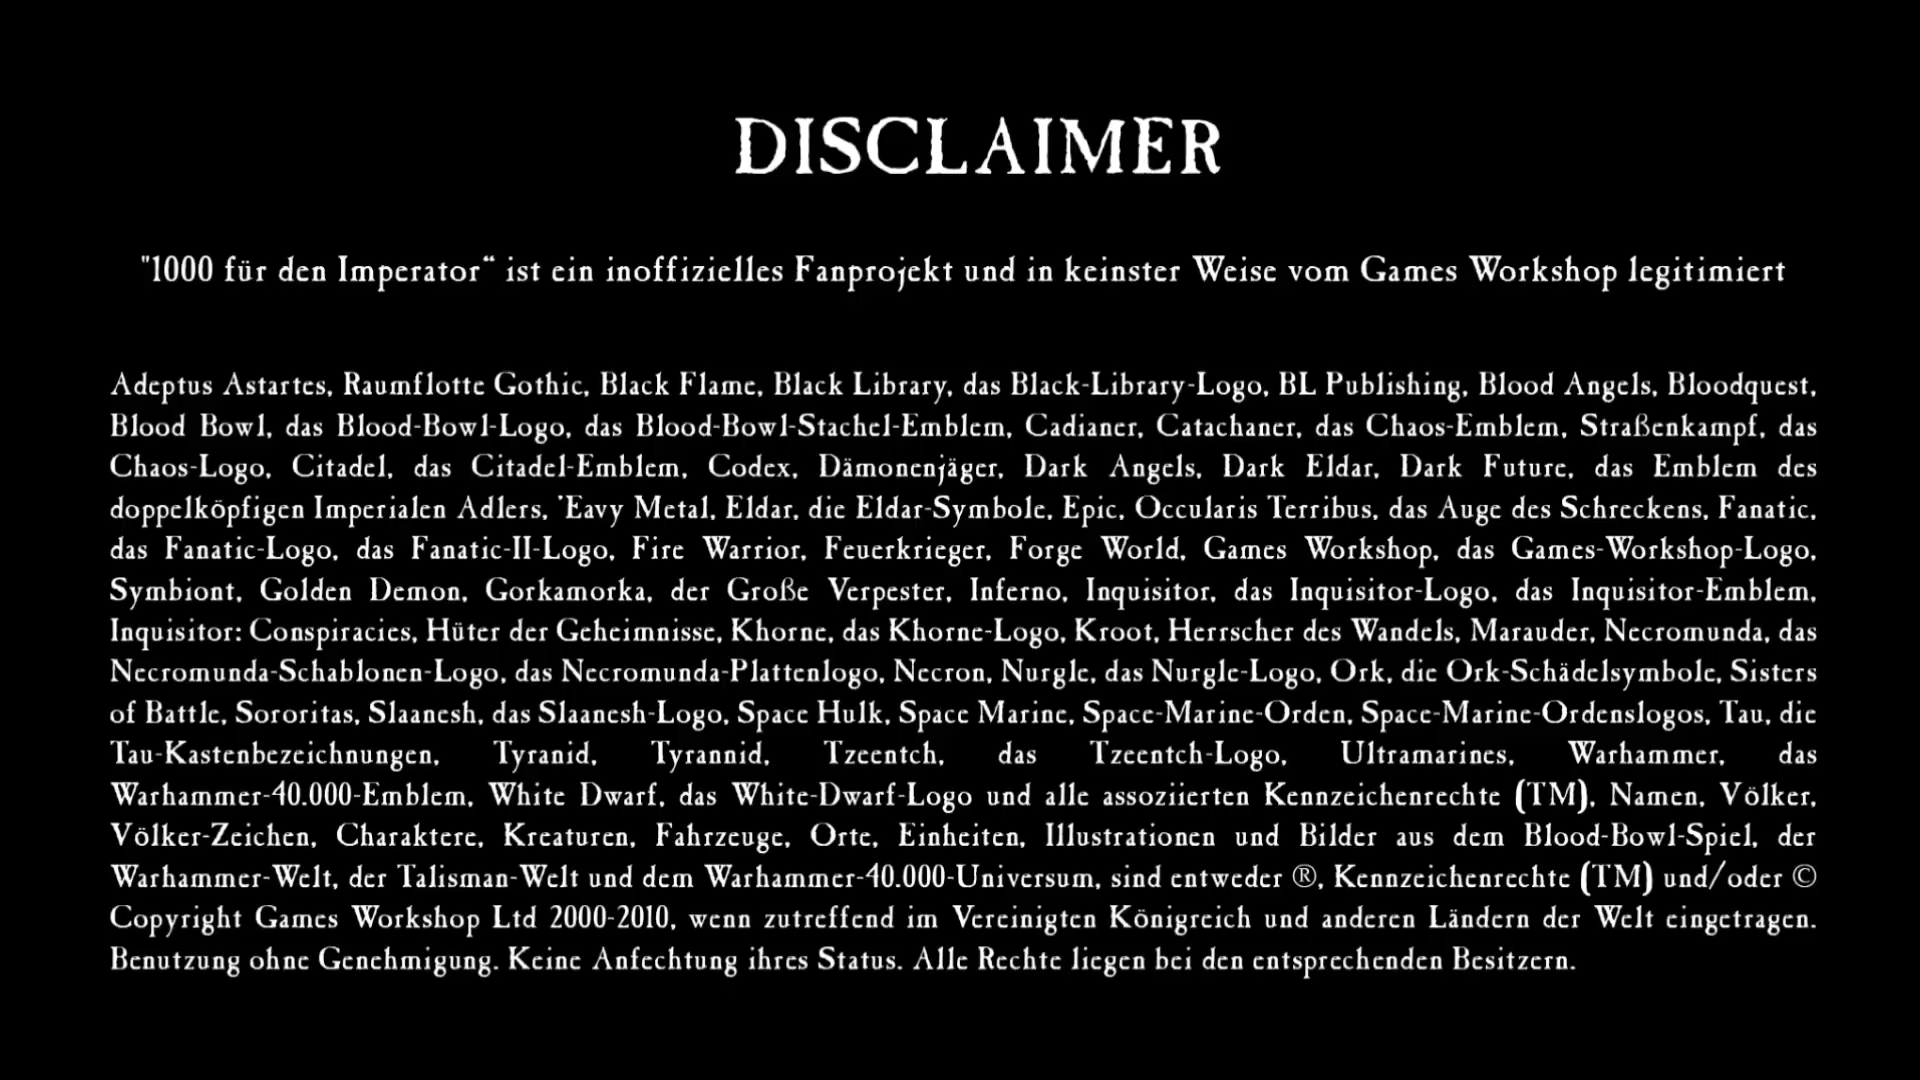 DISCLAIMER
"1000 für den Imperator“ ist ein inoffizielles Fanprojekt und in keinster Weise vom Games Workshop legitimiert
Adeptus Astartes, Raumflotte Gothic, Black Flame, Black Library, das Black-Library-Logo, BL Publishing, Blood Angels, Bloodquest,
Blood Bowl, das Blood-Bowl-Logo, das Blood-Bowl-Stachel-Emblem, Cadianer, Catachaner, das Chaos-Emblem, Straßenkampf, das
Chaos-Logo, Citadel, das Citadel-Emblem, Codex, Dämonenjäger, Dark Angels, Dark Eldar, Dark Future, das Emblem des
doppelköpfigen Imperialen Adlers, 'Eavy Metal, Eldar, die Eldar-Symbole, Epic, Occularis Terribus, das Auge des Schreckens, Fanatic,
das Fanatic-Logo, das Fanatic-II-Logo, Fire Warrior, Feuerkrieger, Forge World, Games Workshop, das Games-Workshop-Logo,
Symbiont, Golden Demon, Gorkamorka, der Große Verpester, Inferno, Inquisitor, das Inquisitor-Logo, das Inquisitor-Emblem,
Inquisitor: Conspiracies, Hüter der Geheimnisse, Khorne, das Khorne-Logo, Kroot, Herrscher des Wandels, Marauder, Necromunda, das
Necromunda-Schablonen-Logo, das Necromunda-Plattenlogo, Necron, Nurgle, das Nurgle-Logo, Ork, die Ork-Schädelsymbole, Sisters
of Battle, Sororitas, Slaanesh, das Slaanesh-Logo, Space Hulk, Space Marine, Space-Marine-Orden, Space-Marine-Ordenslogos, Tau, die
Tau-Kastenbezeichnungen, Tyranid, Tyrannid, Tzeentch, das Tzeentch-Logo, Ultramarines, Warhammer, das
Warhammer-40.000-Emblem, White Dwarf, das White-Dwarf-Logo und alle assoziierten Kennzeichenrechte (TM), Namen, Völker,
Völker-Zeichen, Charaktere, Kreaturen, Fahrzeuge, Orte, Einheiten, Illustrationen und Bilder aus dem Blood-Bowl-Spiel, der
Warhammer-Welt, der Talisman-Welt und dem Warhammer-40.000-Universum, sind entweder ®, Kennzeichenrechte (TM) und/oder ©
Copyright Games Workshop Ltd 2000-2010, wenn zutreffend im Vereinigten Königreich und anderen Ländern der Welt eingetragen.
Benutzung ohne Genehmigung. Keine Anfechtung ihres Status. Alle Rechte liegen bei den entsprechenden Besitzern.